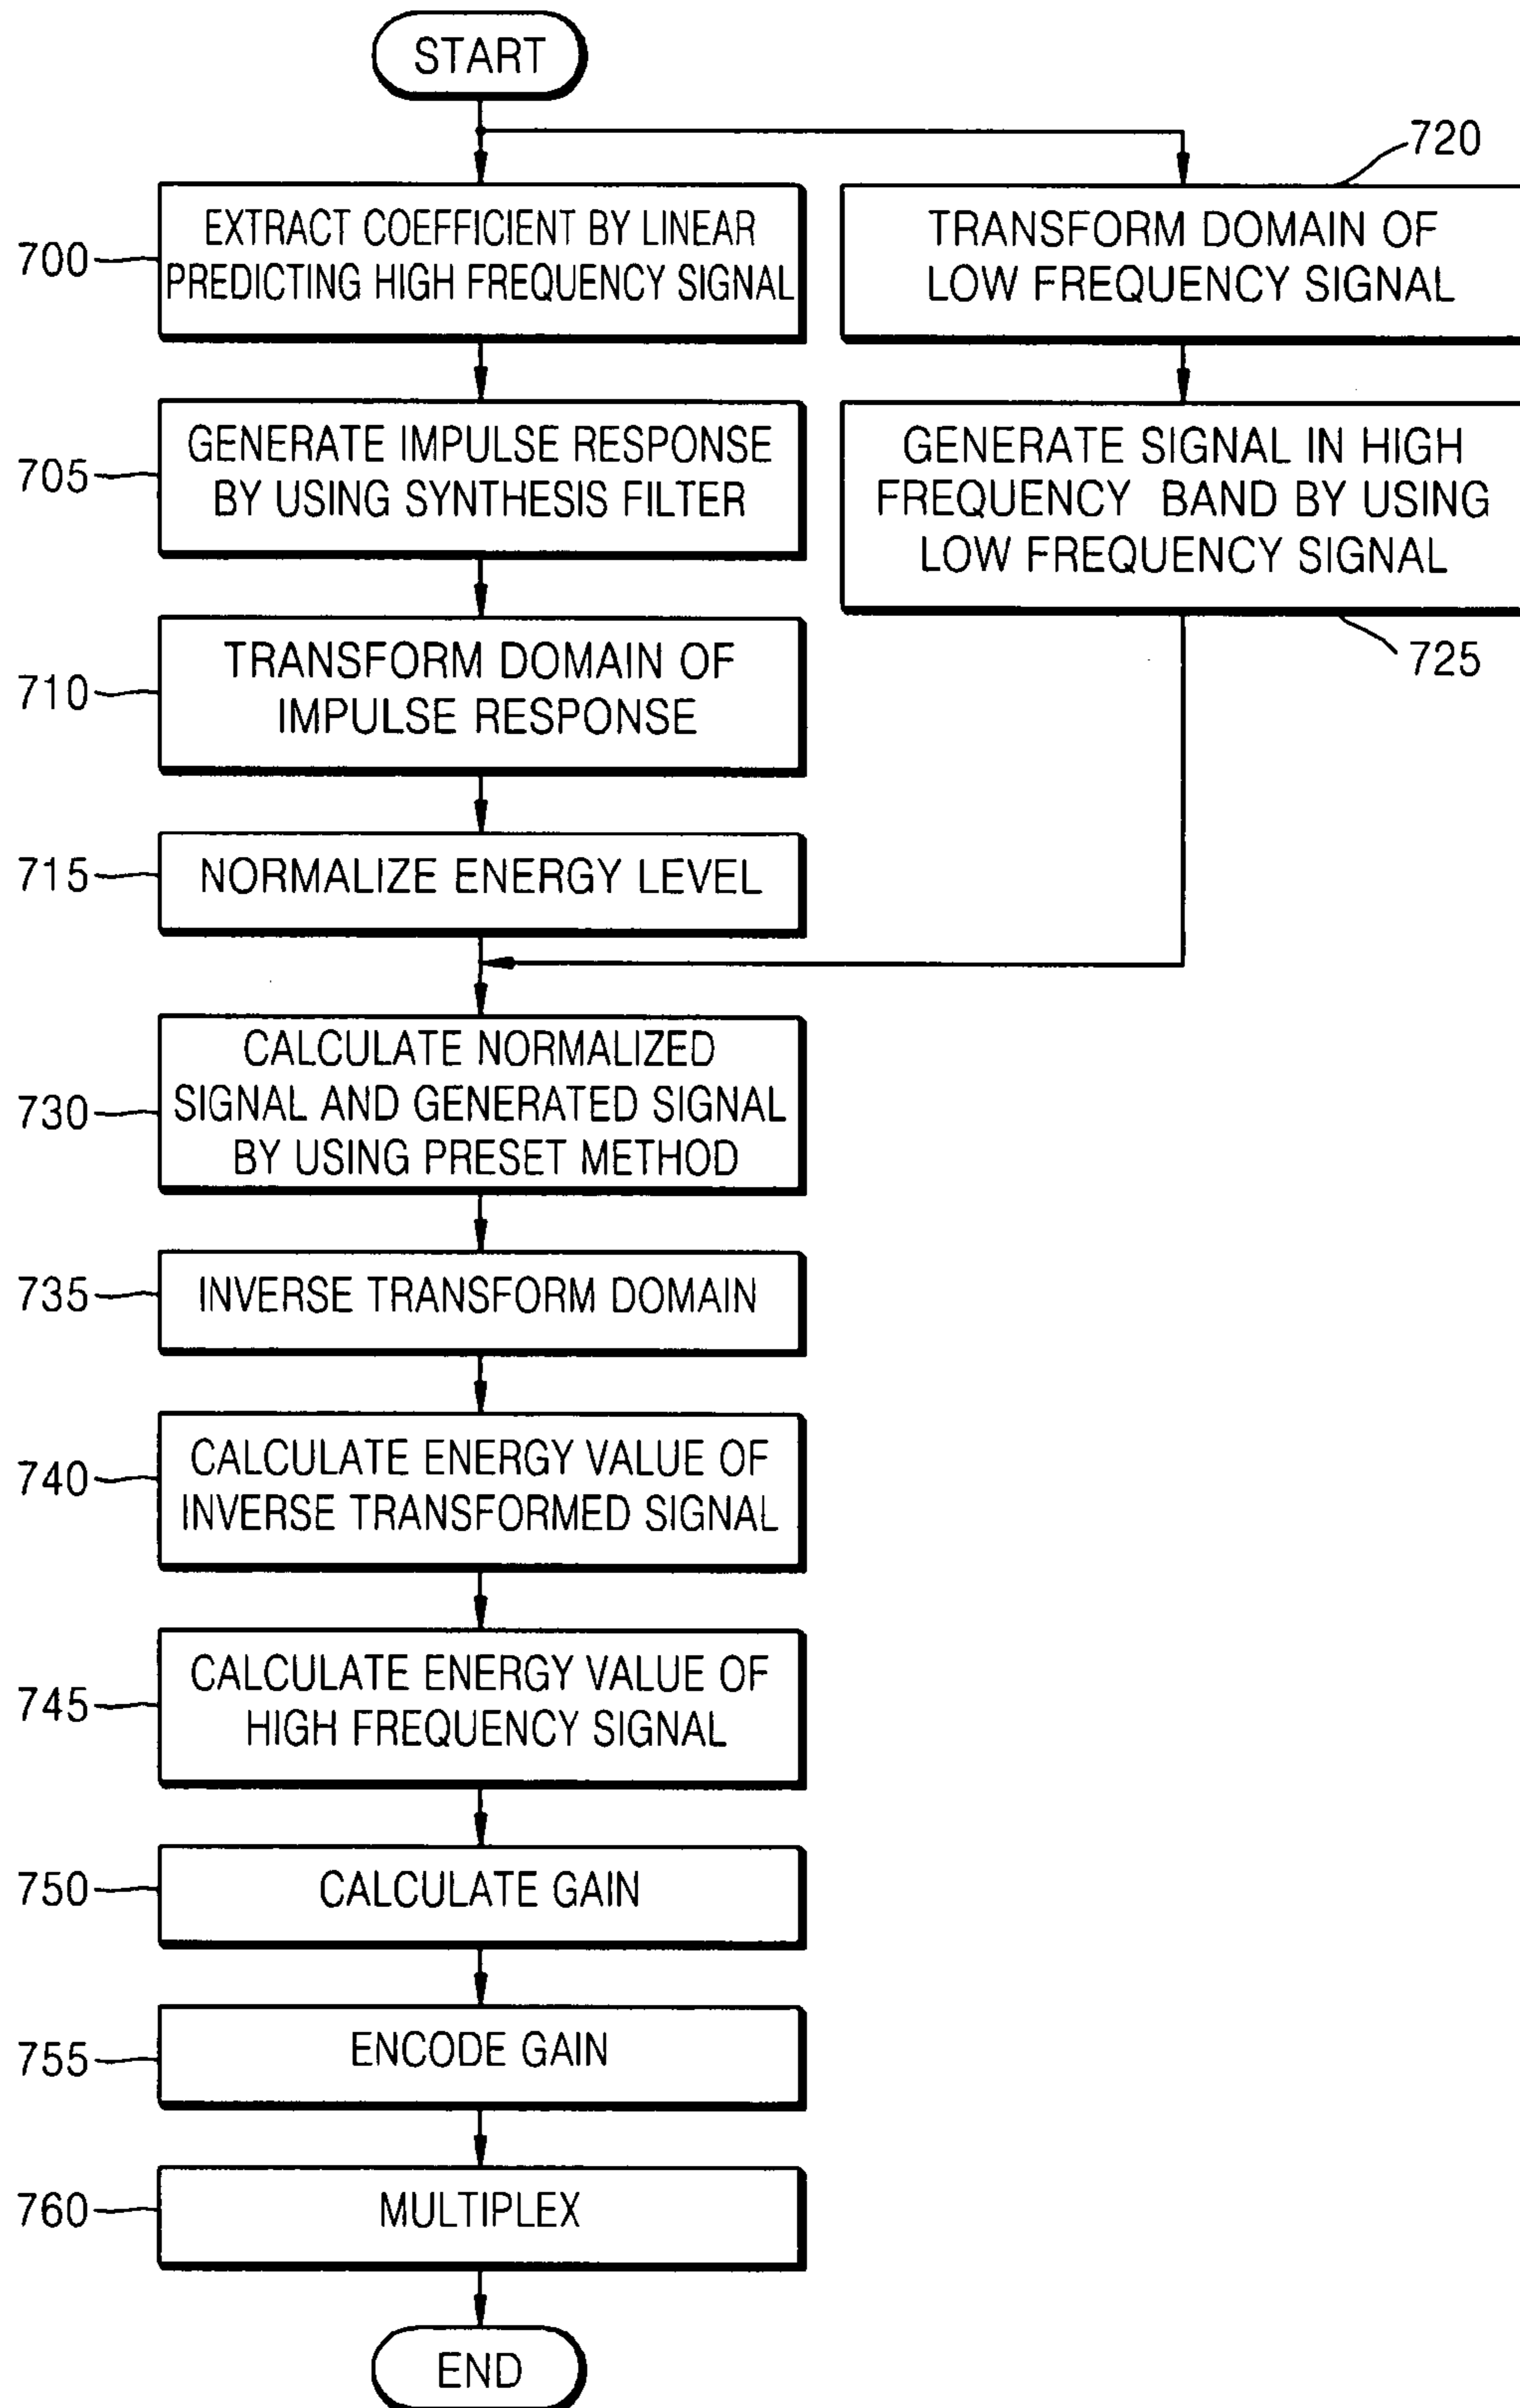 START
720
700
EXTRACT COEFFICIENT BY LINEAR
PREDICTING HIGH FREQUENCY SIGNAL
TRANSFORM DOMAIN OF
LOW FREQUENCY SIGNAL
705
GENERATE IMPULSE RESPONSE
BY USING SYNTHESIS FILTER
GENERATE SIGNAL IN HIGH
FREQUENCY BAND BY USING
LOW FREQUENCY SIGNAL
725
710
TRANSFORM DOMAIN OF
IMPULSE RESPONSE
715
NORMALIZE ENERGY LEVEL
730
CALCULATE NORMALIZED
SIGNAL AND GENERATED SIGNAL
BY USING PRESET METHOD
735
INVERSE TRANSFORM DOMAIN
740
CALCULATE ENERGY VALUE OF
INVERSE TRANSFORMED SIGNAL
745
CALCULATE ENERGY VALUE OF
HIGH FREQUENCY SIGNAL
750
CALCULATE GAIN
755
ENCODE GAIN
760
MULTIPLEX
END